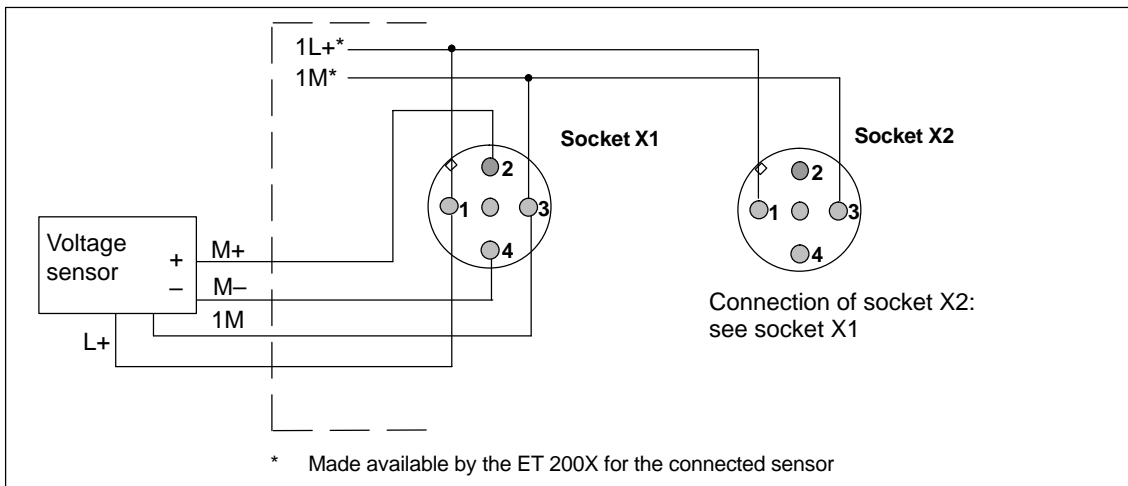 1L+*
1M*
Socket X1
Socket X2
2
1
3
4
2
1
3
4
Voltage
sensor
+
–
M+
M–
1M
L+
Connection of socket X2:
see socket X1
* Made available by the ET 200X for the connected sensor